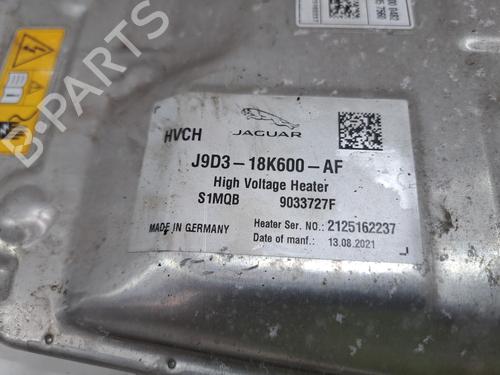 B-PARTS
HVCH
JAGUAR
J9D3-18K600-AF
High Voltage Heater
S1MQB 9033727F
MADE IN GERMANY
Heater Ser. NO.: 2125162237
Date of manf.: 13.08.2021